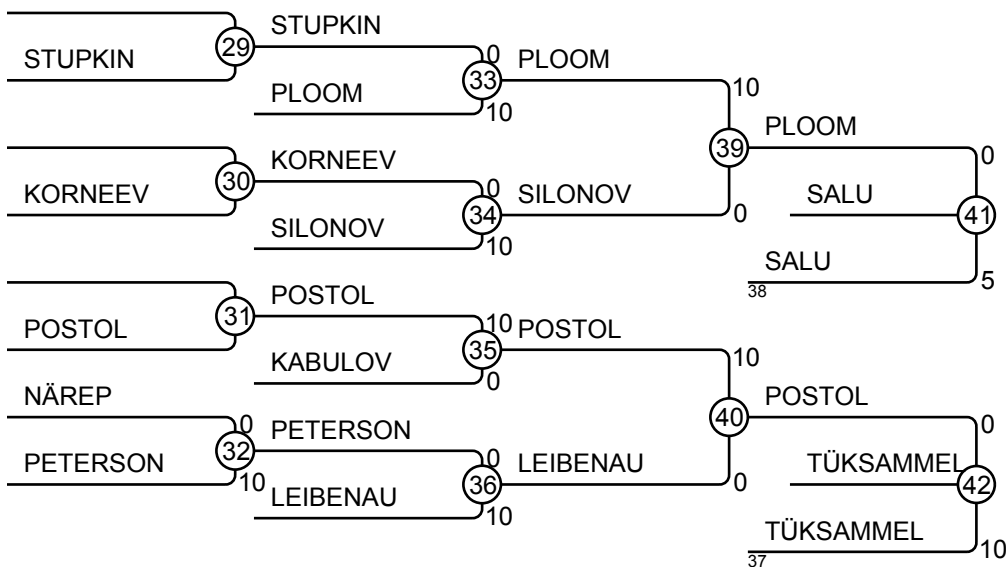 STUPKIN
29
STUPKIN
0
PLOOM
33
10
PLOOM
10
KORNEEV
30
KORNEEV
0
SILONOV
34
10
SILONOV
39
0
PLOOM
0
SALU
41
SALU
38
5
POSTOL
31
POSTOL
10
KABULOV
35
0
POSTOL
10
NÄREP
0
PETERSON
32
10
PETERSON
0
LEIBENAU
36
10
LEIBENAU
40
0
POSTOL
0
TÜKSAMMEL
42
TÜKSAMMEL
37
10